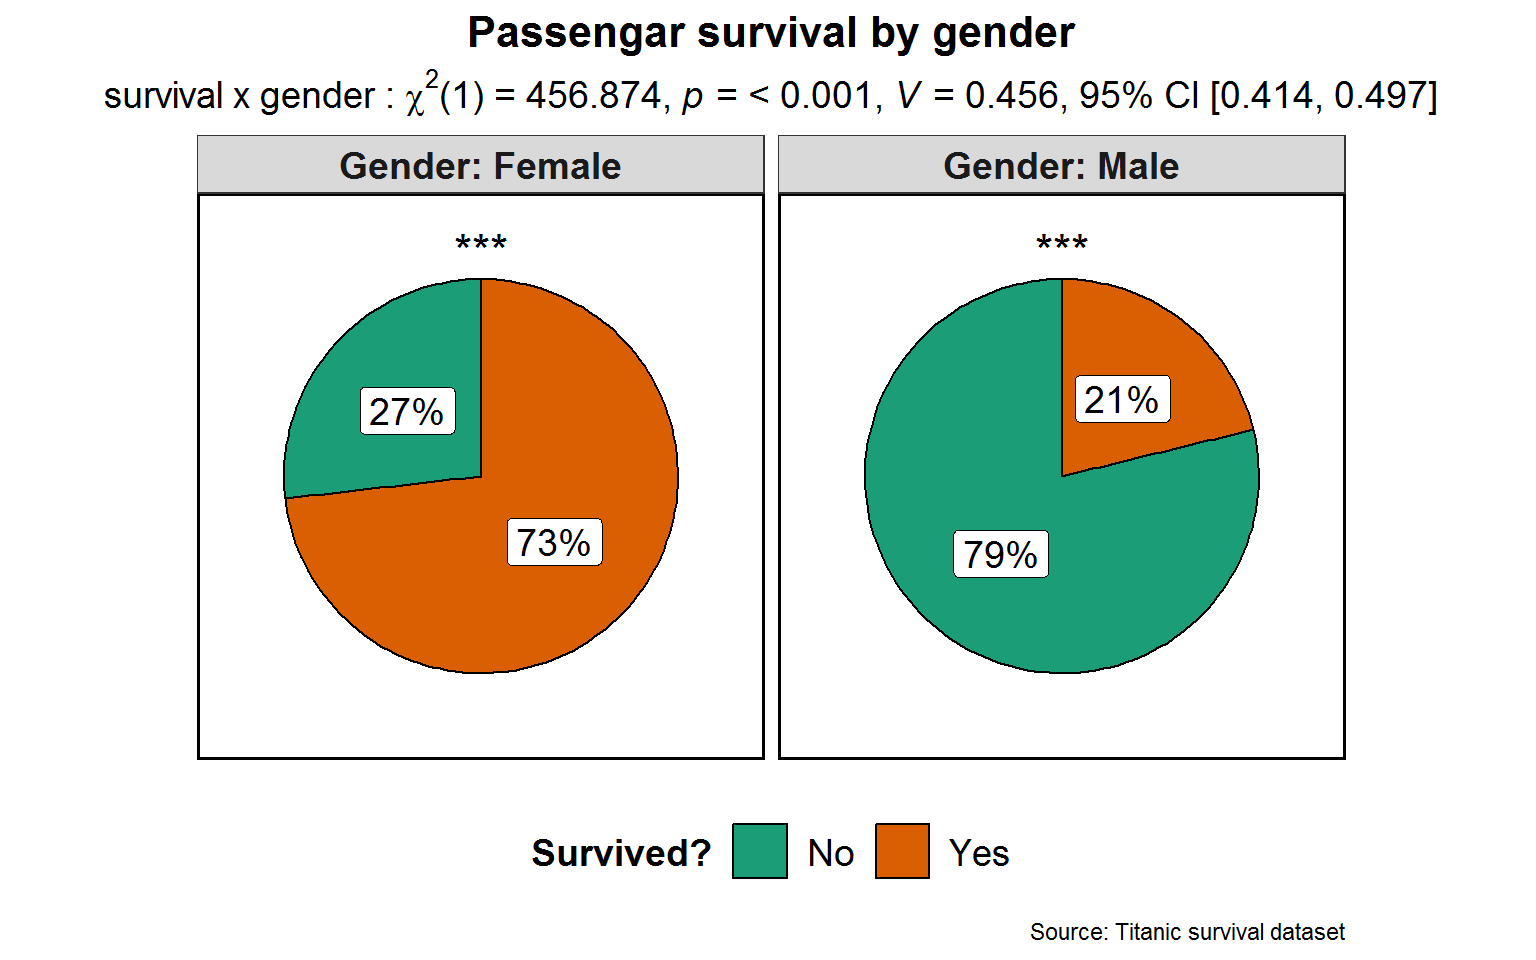 Passengar survival by gender
survival x gender : χ²(1) = 456.874, p = < 0.001, V = 0.456, 95% CI [0.414, 0.497]
Gender: Female
Gender: Male
***
***
27%
73%
21%
79%
Survived? No Yes
Source: Titanic survival dataset